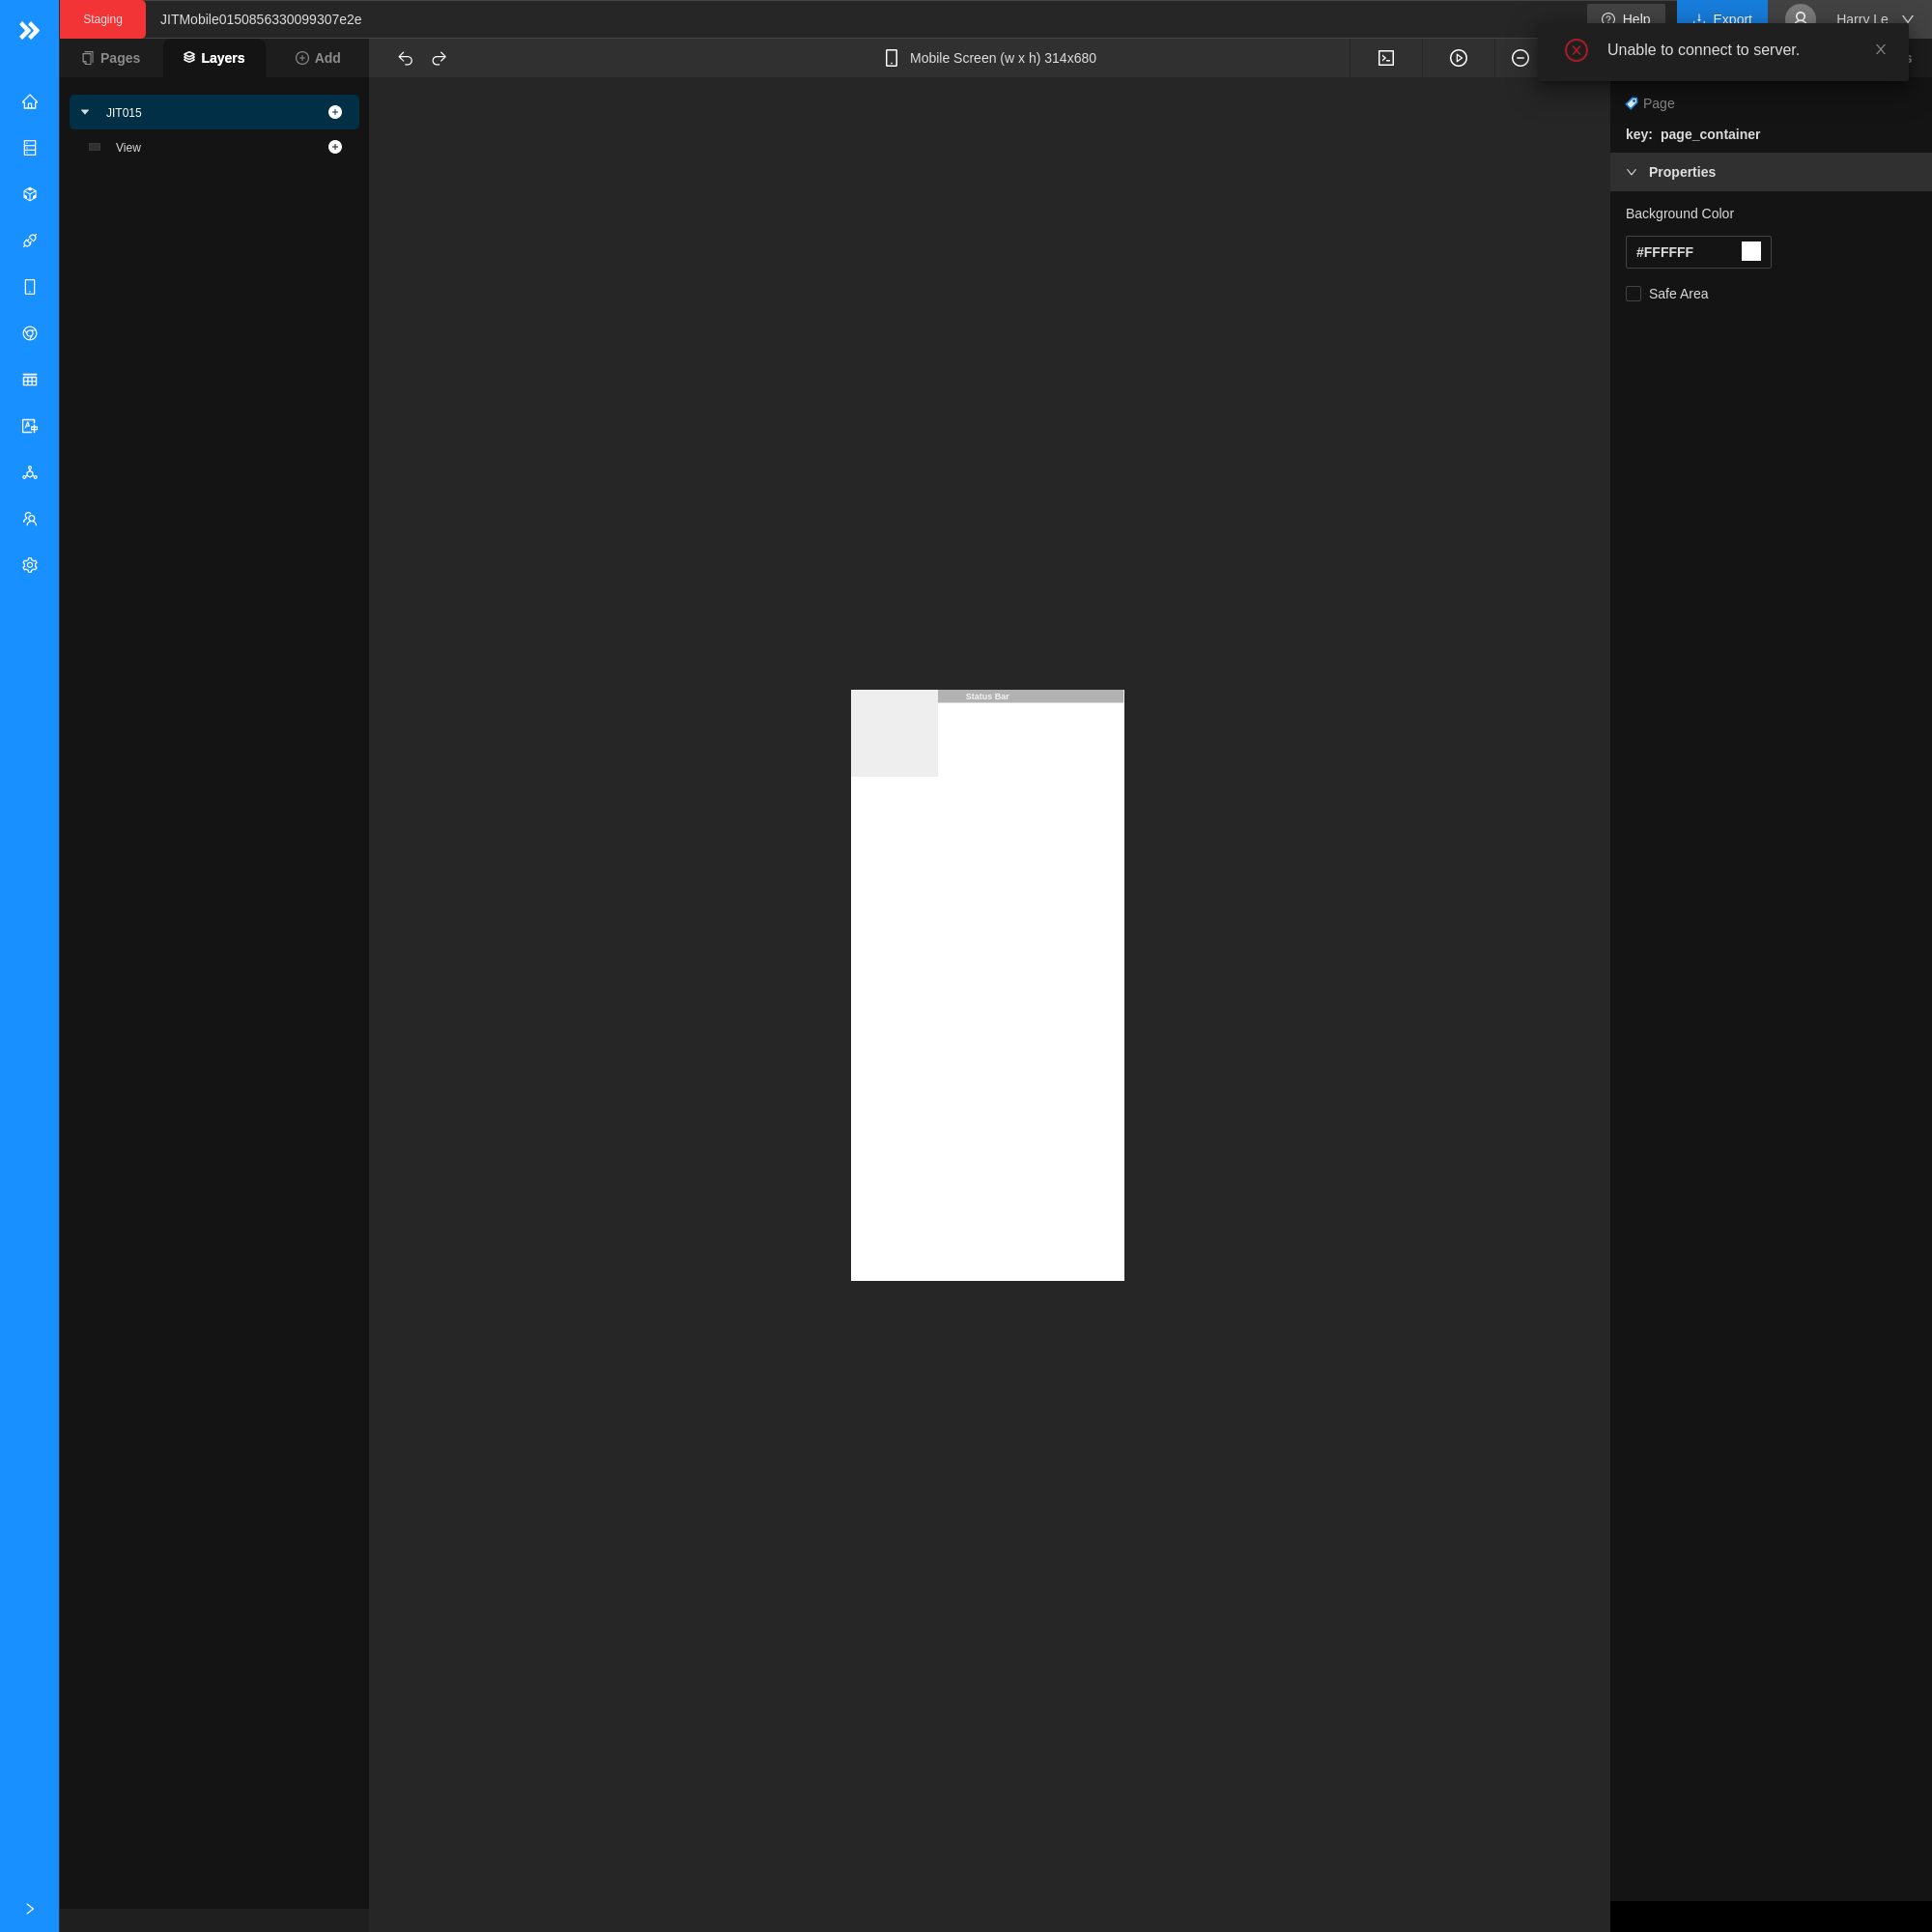 Staging
JITMobile0150856330099307e2e
Help
Export
Harry Le
Unable to connect to server.
Pages
Layers
Add
Mobile Screen (w x h) 314x680
JIT015
View
Page
key: page_container
Properties
Background Color
#FFFFFF
Safe Area
Status Bar